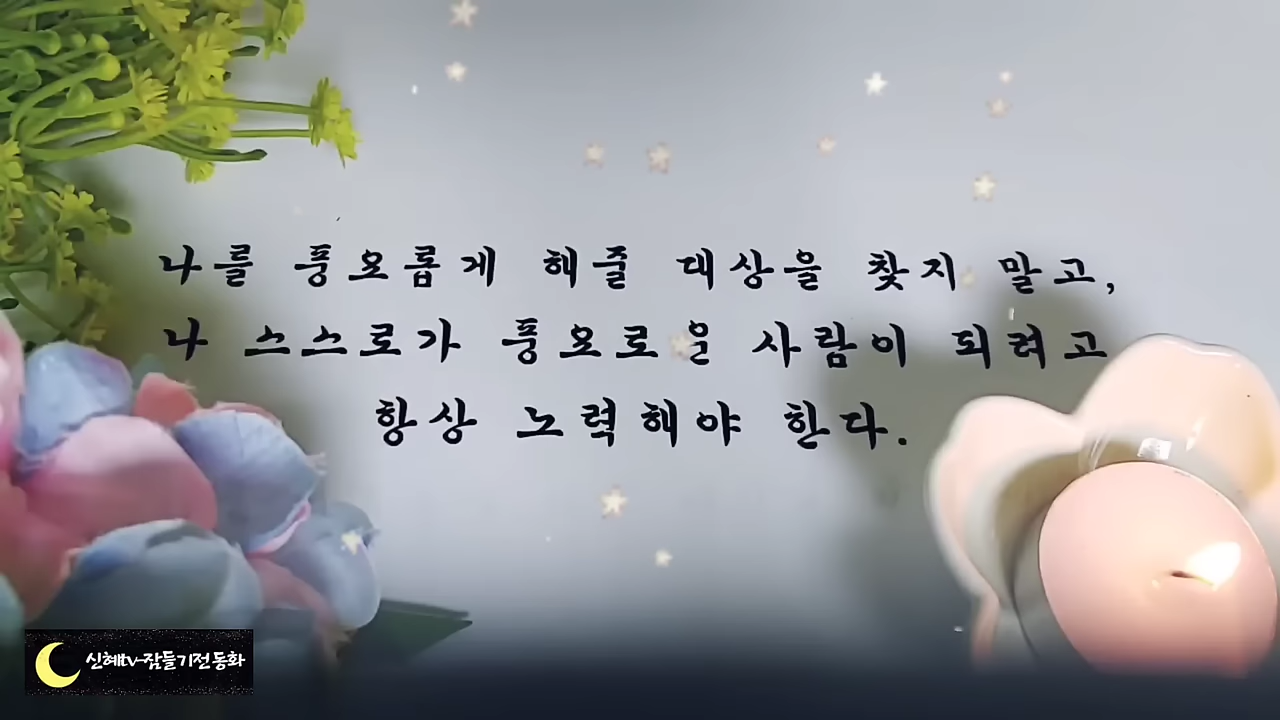 나를 풍요롭게 해줄 대상을 찾지 말고,
나 스스로가 풍요로운 사람이 되려고
항상 노력해야 한다.
신혜tv-잠들기전 동화